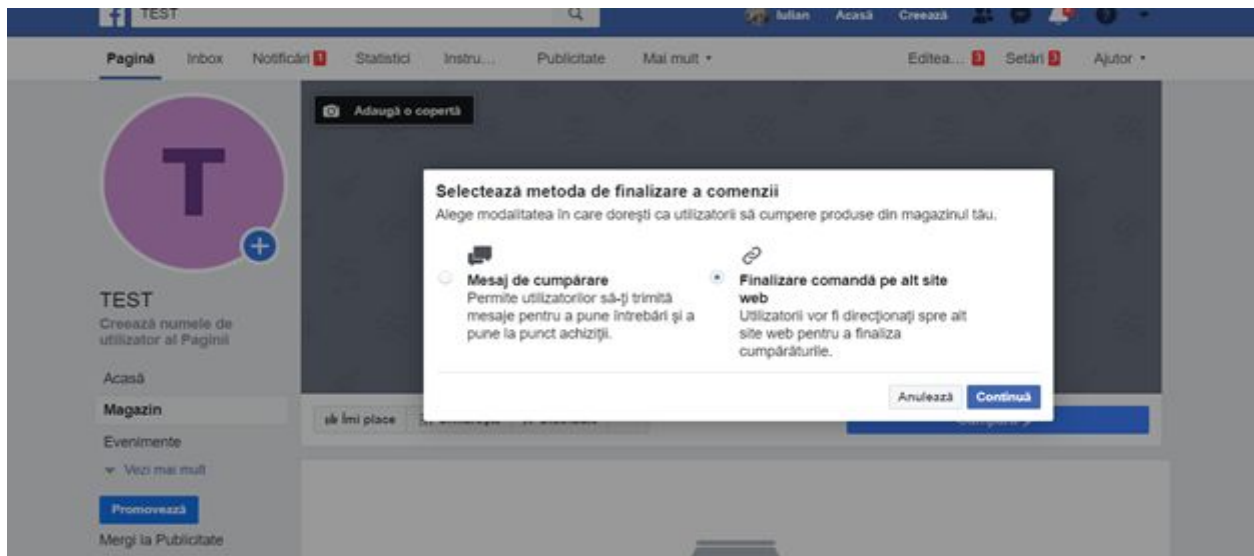 TEST
Iulian Acasă Creează
Pagină Inbox Notificări 1 Statistici Instru... Publicitate Mai mult Editea... 3 Setări 3 Ajutor
Adaugă o copertă
T
TEST
Creează numele de
utilizator al Paginii
Acasă
Magazin
Evenimente
Vezi mai mult
Promovează
Mergi la Publicitate
Selectează metoda de finalizare a comenzii
Alege modalitatea în care dorești ca utilizatorii să cumpere produse din magazinul tău.
Mesaj de cumpărare
Permite utilizatorilor să-ți trimită
mesaje pentru a pune întrebări și a
pune la punct achiziții.
Finalizare comandă pe alt site
web
Utilizatorii vor fi direcționați spre alt
site web pentru a finaliza
cumpărăturile.
Anulează Continuă
Îmi place